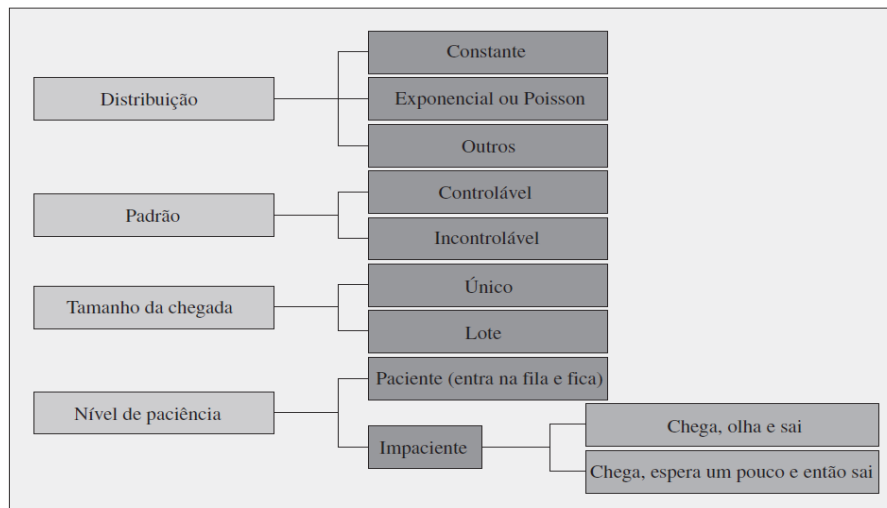 Distribuição
Constante
Exponencial ou Poisson
Outros
Padrão
Controlável
Incontrolável
Tamanho da chegada
Único
Lote
Nível de paciência
Paciente (entra na fila e fica)
Impaciente
Chega, olha e sai
Chega, espera um pouco e então sai